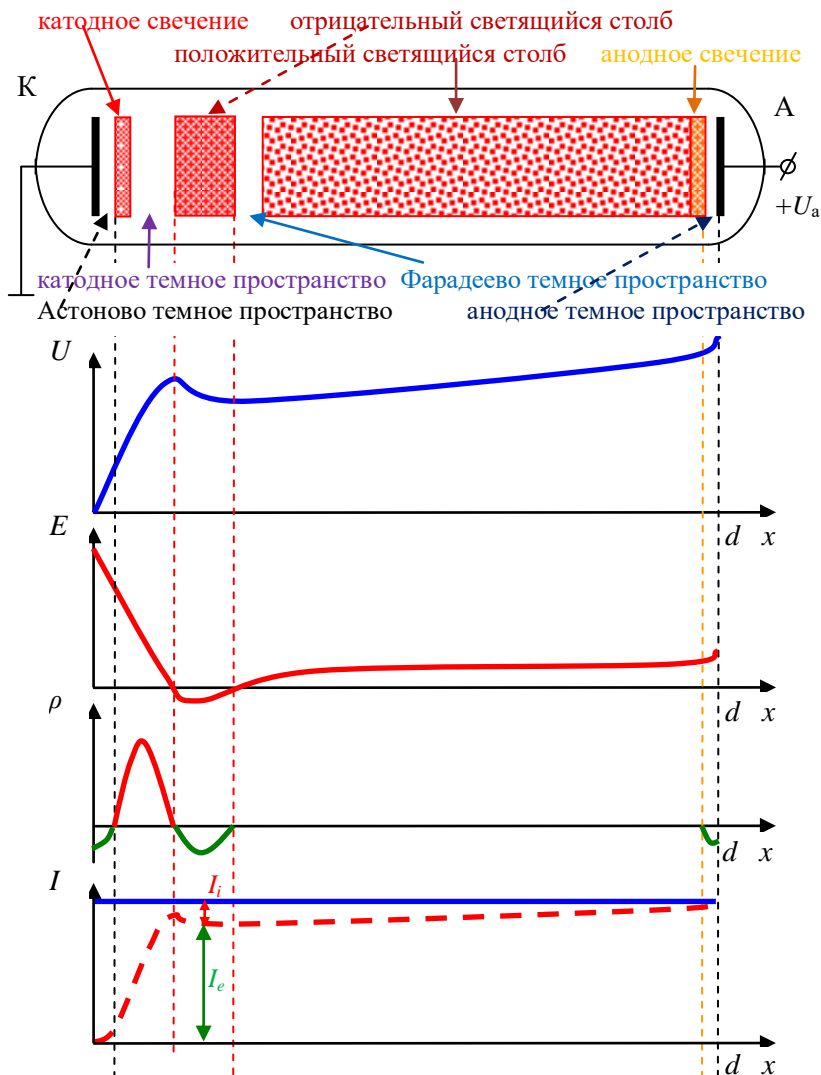 катодное свечение отрицательный светящийся столб
положительный светящийся столб анодное свечение
К
А
+Uа
катодное темное пространство Фарадеево темное пространство
Астоново темное пространство анодное темное пространство
U
d x
E
d x
ρ
d x
I
Ii
Ie
d x